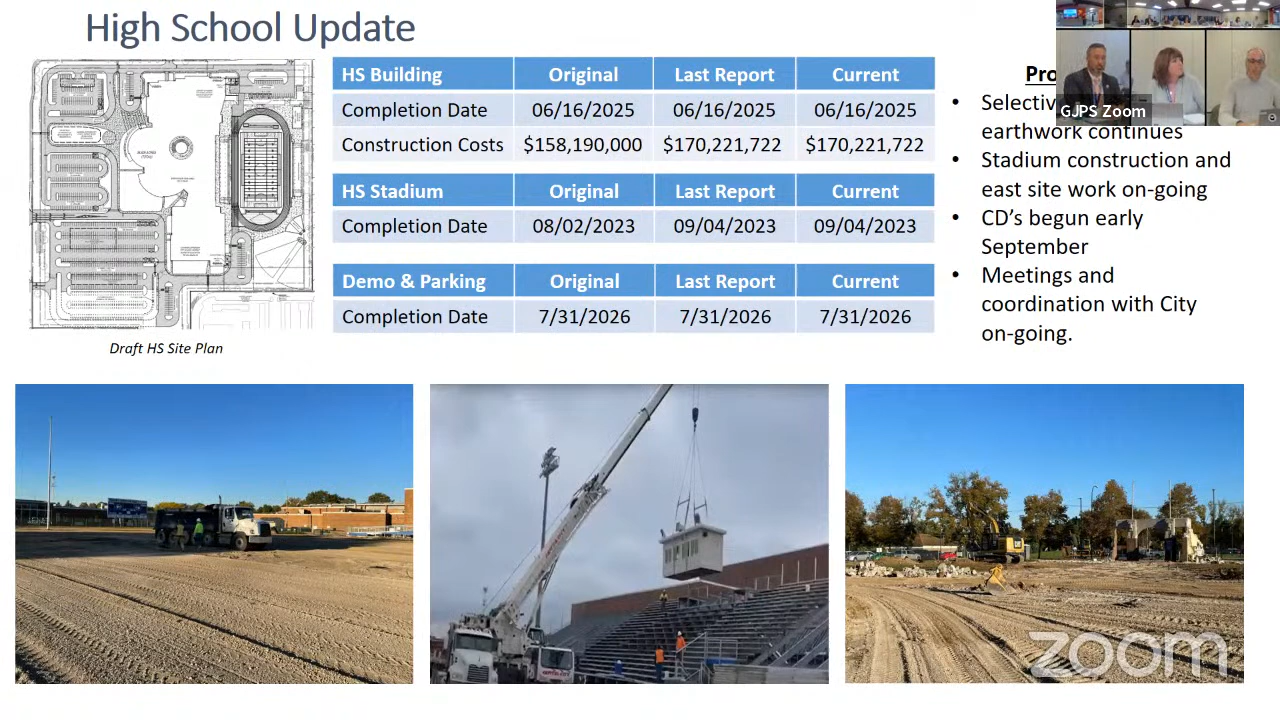 High School Update
HS Building Original Last Report Current
Completion Date 06/16/2025 06/16/2025 06/16/2025
Construction Costs $158,190,000 $170,221,722 $170,221,722
HS Stadium Original Last Report Current
Completion Date 08/02/2023 09/04/2023 09/04/2023
Demo & Parking Original Last Report Current
Completion Date 7/31/2026 7/31/2026 7/31/2026
Draft HS Site Plan
• 
earthwork continues
• Stadium construction and
east site work on-going
• CD’s begun early
September
• Meetings and
coordination with City
on-going.
GJPS Zoom
zoom